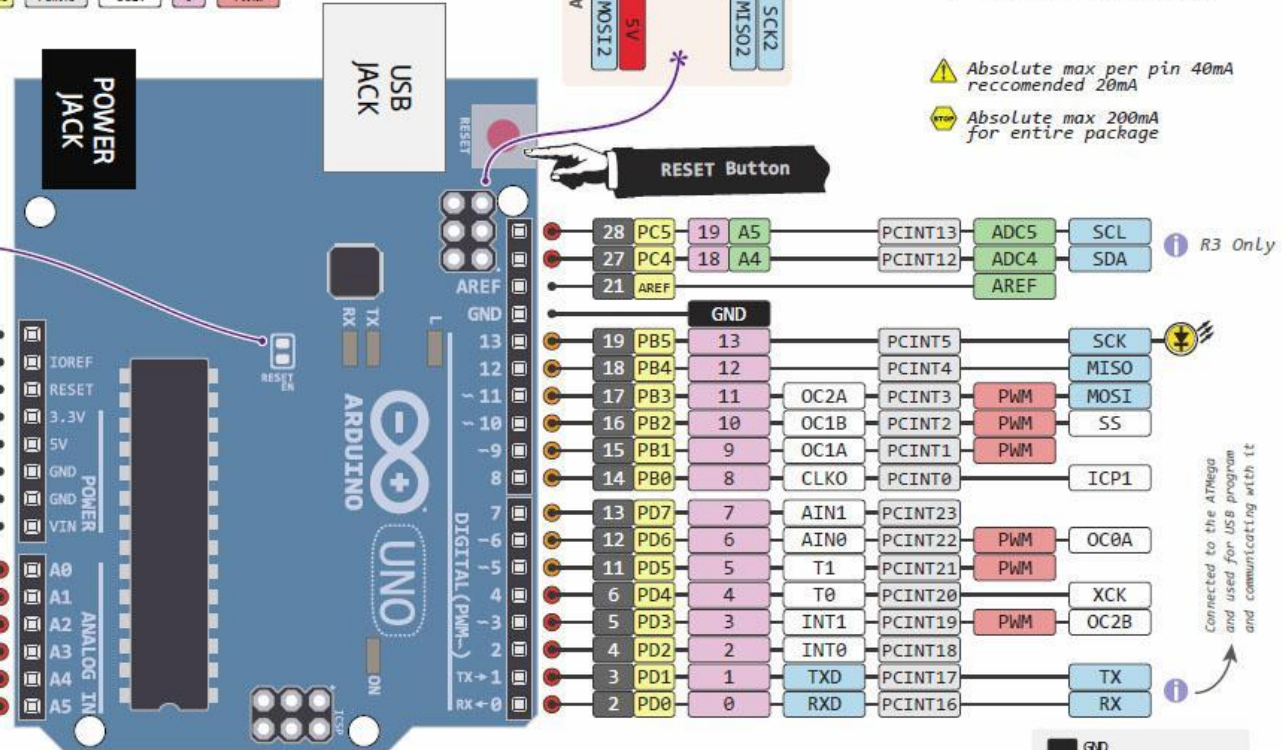 MOSI2
5V
MISO2
SCK2
Absolute max per pin 40mA
reccomended 20mA
STOP
Absolute max 200mA
for entire package
POWER
JACK
USB
JACK
RESET
RESET Button
28 PC5 19 A5 PCINT13 ADC5 SCL
27 PC4 18 A4 PCINT12 ADC4 SDA
i R3 Only
AREF 21 AREF AREF
GND GND
13 19 PB5 13 PCINT5 SCK
12 18 PB4 12 PCINT4 MISO
~11 17 PB3 11 OC2A PCINT3 PWM MOSI
~10 16 PB2 10 OC1B PCINT2 PWM SS
~9 15 PB1 9 OC1A PCINT1 PWM
8 14 PB0 8 CLKO PCINT0 ICP1
7 13 PD7 7 AIN1 PCINT23
~6 12 PD6 6 AIN0 PCINT22 PWM OC0A
~5 11 PD5 5 T1 PCINT21 PWM
4 6 PD4 4 T0 PCINT20 XCK
~3 5 PD3 3 INT1 PCINT19 PWM OC2B
2 4 PD2 2 INT0 PCINT18
TX→1 3 PD1 1 TXD PCINT17 TX
RX←0 2 PD0 0 RXD PCINT16 RX
i
Connected to the ATMega
and used for USB program
and communicating with it
RX
TX
L
RESET
EN
IOREF
RESET
3.3V
5V
GND
GND
VIN
POWER
A0
A1
A2
A3
A4
A5
ANALOG IN
ARDUINO
UNO
DIGITAL (PWM~)
ON
ICSP
GND